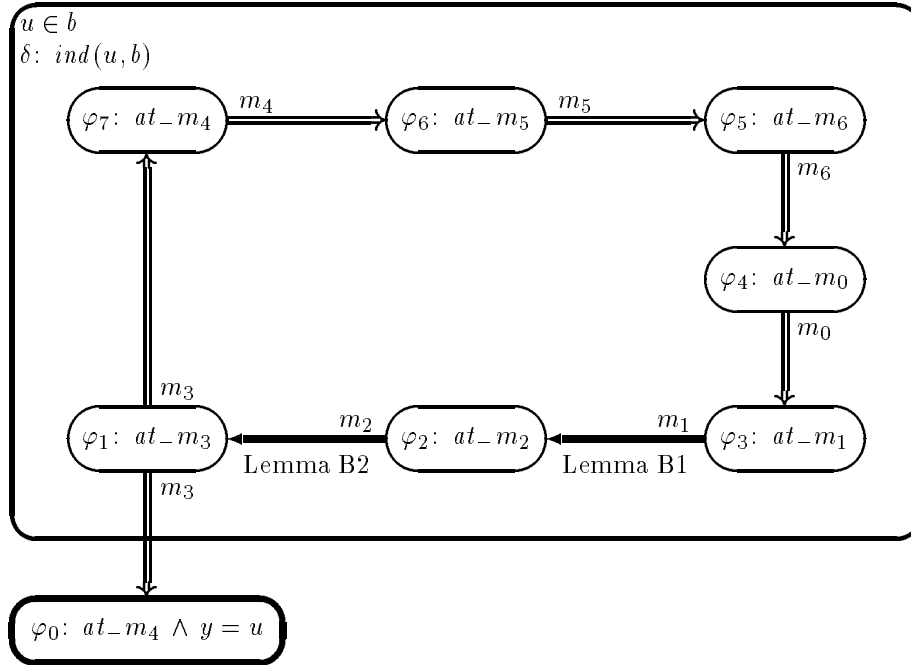 u ∈ b
δ: ind(u, b)
φ₇: at_m₄
m₄
φ₆: at_m₅
m₅
φ₅: at_m₆
m₆
φ₄: at_m₀
m₀
m₃
φ₁: at_m₃
m₂
φ₂: at_m₂
m₁
φ₃: at_m₁
Lemma B2
Lemma B1
m₃
φ₀: at_m₄ ∧ y = u